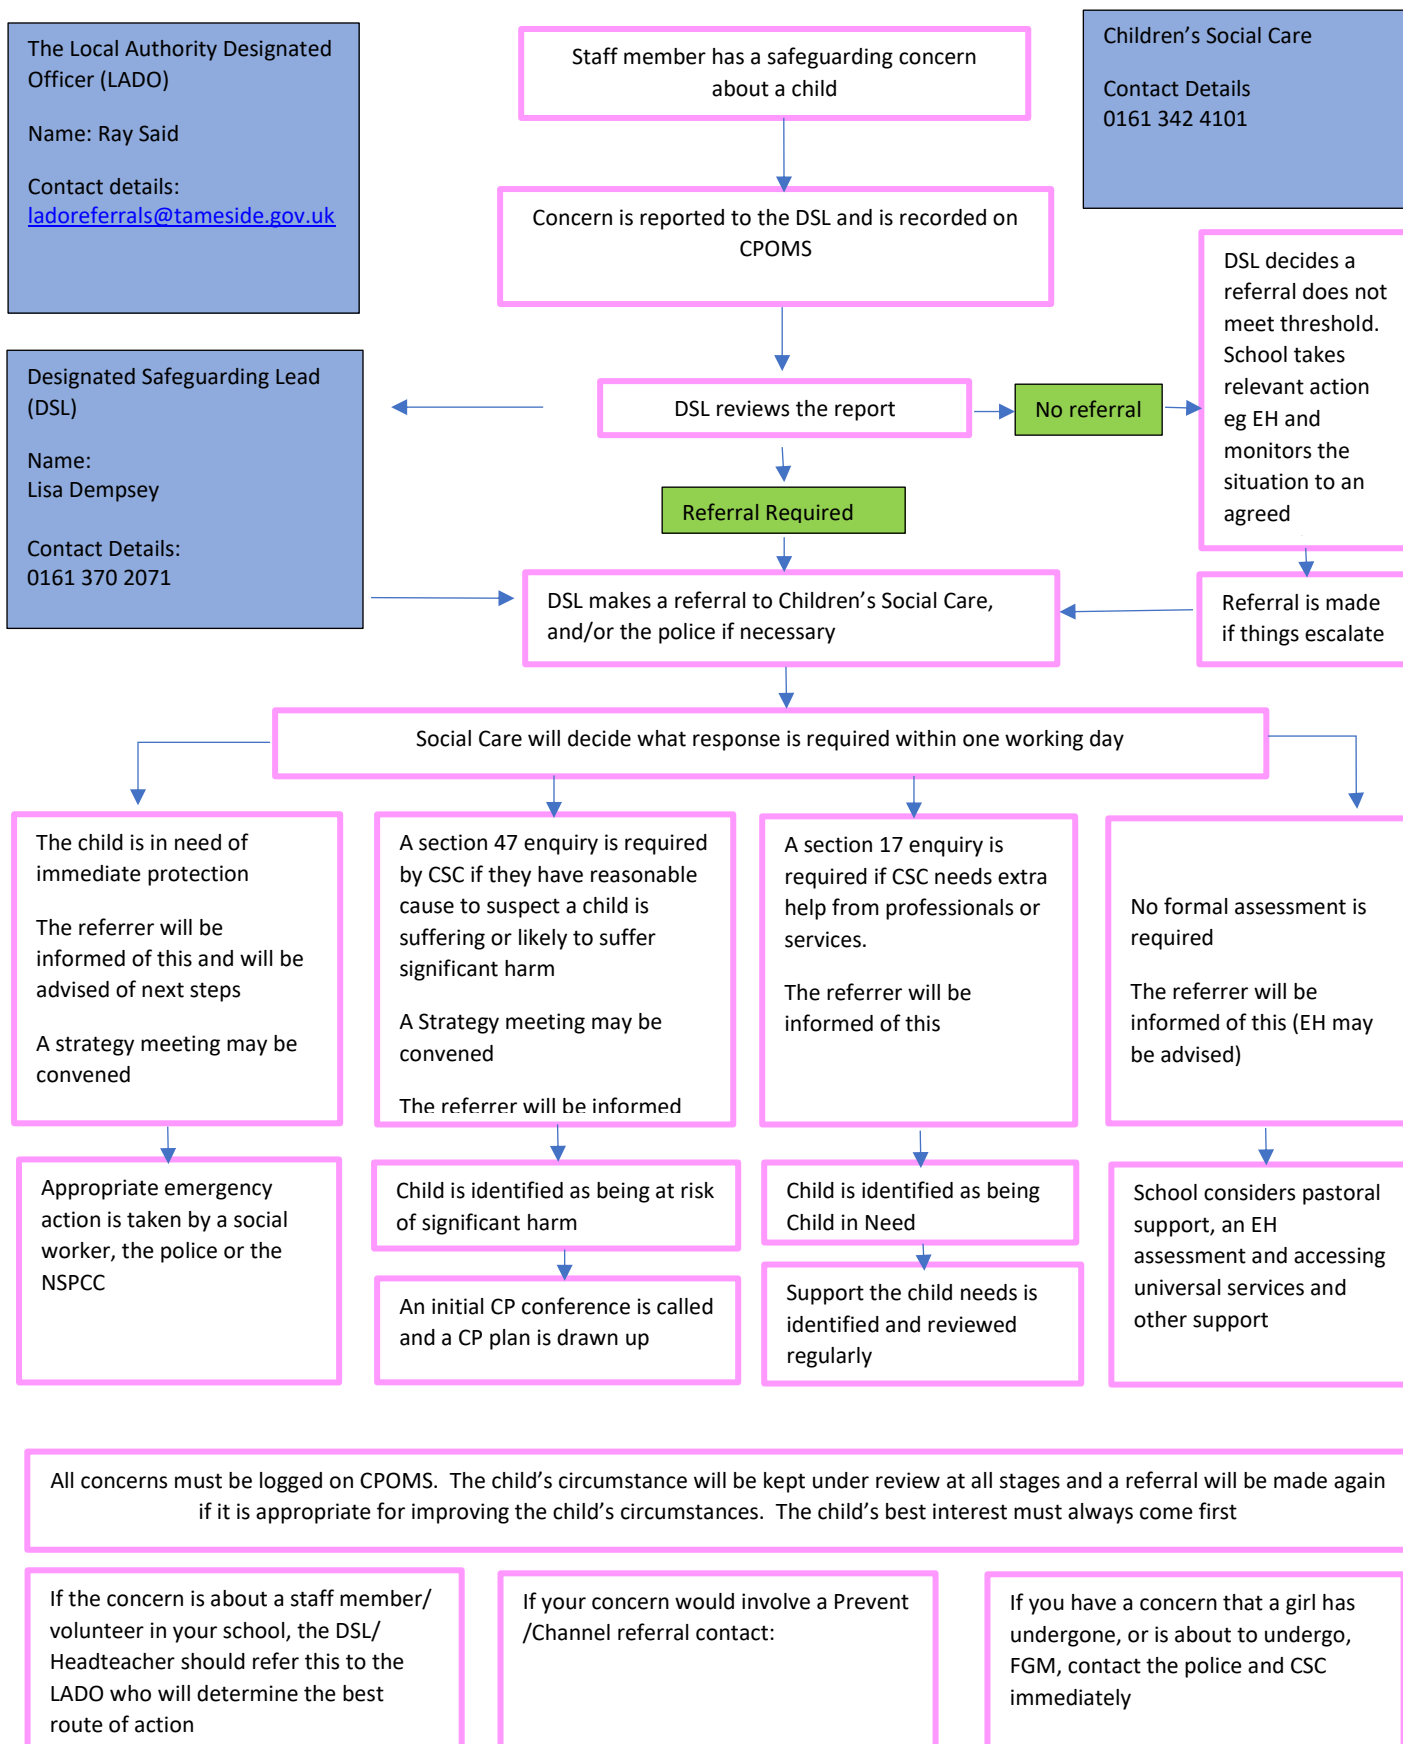 The Local Authority Designated
Officer (LADO)
Name: Ray Said
Contact details:
ladoreferrals@tameside.gov.uk
Staff member has a safeguarding concern
about a child
Children’s Social Care
Contact Details
0161 342 4101
Concern is reported to the DSL and is recorded on
CPOMS
Designated Safeguarding Lead
(DSL)
Name:
Lisa Dempsey
Contact Details:
0161 370 2071
DSL reviews the report
No referral
DSL decides a
referral does not
meet threshold.
School takes
relevant action
eg EH and
monitors the
situation to an
agreed
Referral Required
DSL makes a referral to Children’s Social Care,
and/or the police if necessary
Referral is made
if things escalate
Social Care will decide what response is required within one working day
The child is in need of
immediate protection
The referrer will be
informed of this and will be
advised of next steps
A strategy meeting may be
convened
A section 47 enquiry is required
by CSC if they have reasonable
cause to suspect a child is
suffering or likely to suffer
significant harm
A Strategy meeting may be
convened
The referrer will be informed
A section 17 enquiry is
required if CSC needs extra
help from professionals or
services.
The referrer will be
informed of this
No formal assessment is
required
The referrer will be
informed of this (EH may
be advised)
Appropriate emergency
action is taken by a social
worker, the police or the
NSPCC
Child is identified as being at risk
of significant harm
An initial CP conference is called
and a CP plan is drawn up
Child is identified as being
Child in Need
Support the child needs is
identified and reviewed
regularly
School considers pastoral
support, an EH
assessment and accessing
universal services and
other support
All concerns must be logged on CPOMS.  The child’s circumstance will be kept under review at all stages and a referral will be made again
if it is appropriate for improving the child’s circumstances.  The child’s best interest must always come first
If the concern is about a staff member/
volunteer in your school, the DSL/
Headteacher should refer this to the
LADO who will determine the best
route of action
If your concern would involve a Prevent
/Channel referral contact:
If you have a concern that a girl has
undergone, or is about to undergo,
FGM, contact the police and CSC
immediately